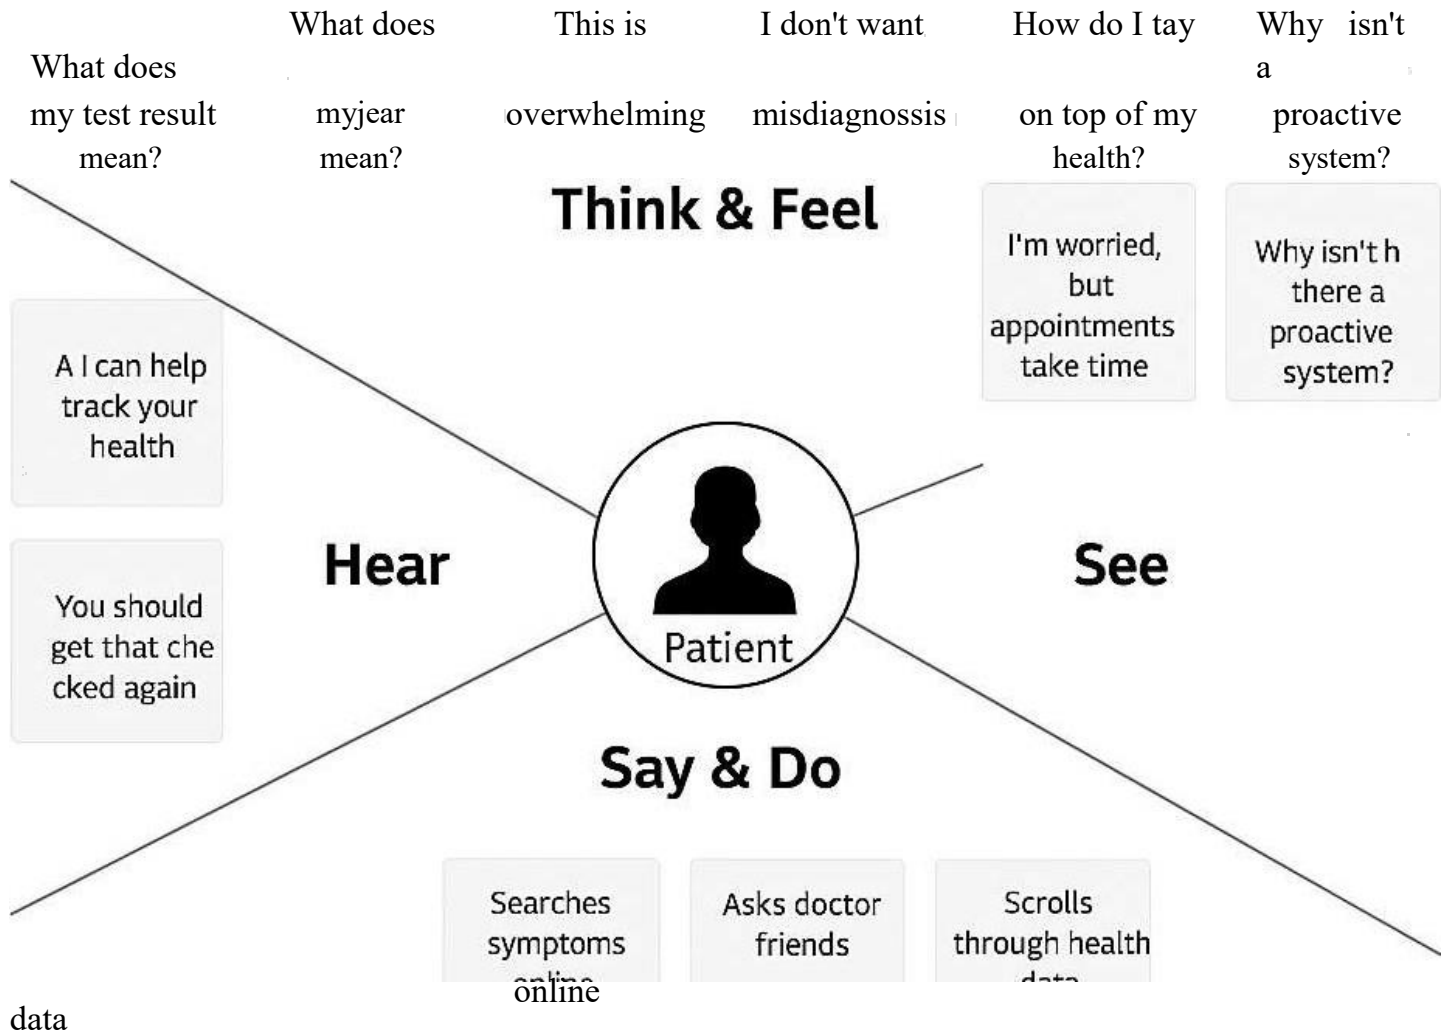 What does
my test result
mean?
What does
myjear
mean?
This is
overwhelming
I don't want
misdiagnossis
How do I tay
on top of my
health?
Why isn't
a
proactive
system?
Think & Feel
I'm worried,
but
appointments
take time
Why isn't h
there a
proactive
system?
A I can help
track your
health
Hear
You should
get that che
cked again
Patient
See
Say & Do
Searches
symptoms
online
online
Asks doctor
friends
Scrolls
through health
data
data